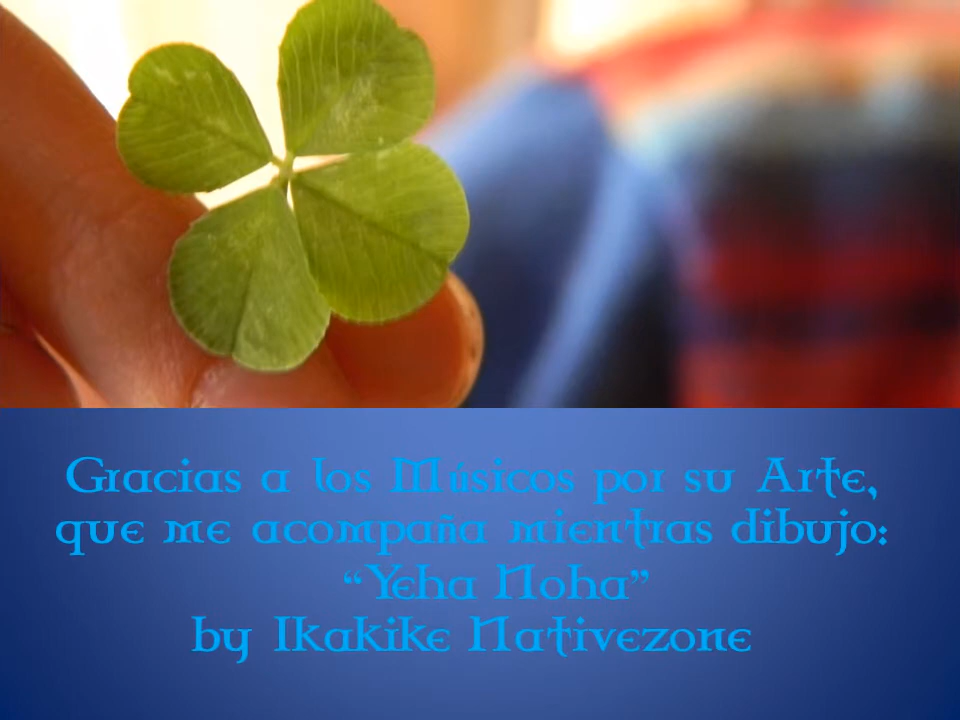 Gracias a los Músicos por su Arte,
que me acompaña mientras dibujo:
“Yeha Noha”
by Ikakike Nativezone